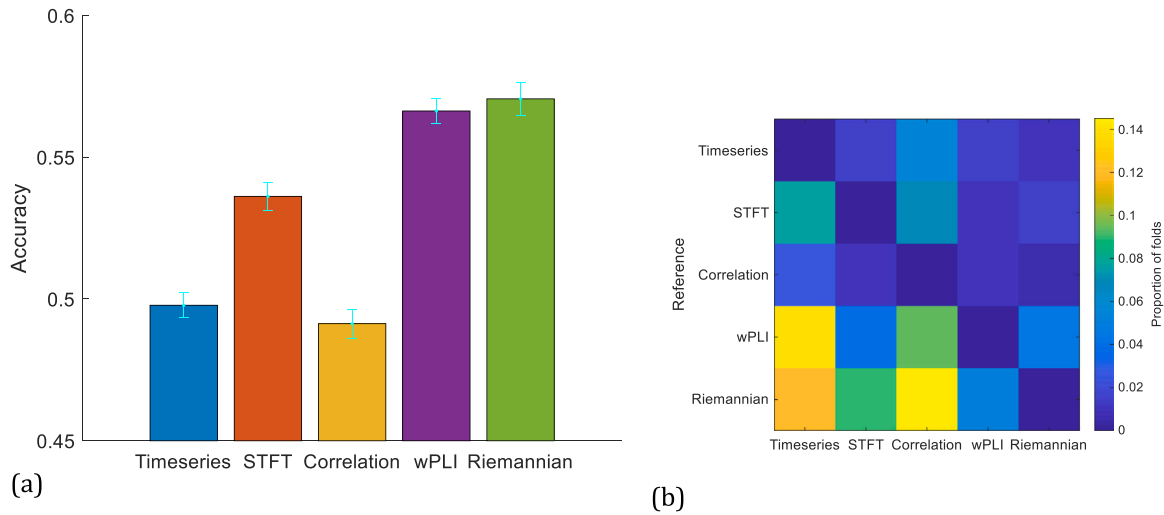 0.6
0.55
0.5
0.45
Accuracy
Timeseries STFT Correlation wPLI Riemannian
(a)
Timeseries
STFT
Correlation
wPLI
Riemannian
Reference
Timeseries STFT Correlation wPLI Riemannian
0.14
0.12
0.1
0.08
0.06
0.04
0.02
0
Proportion of folds
(b)